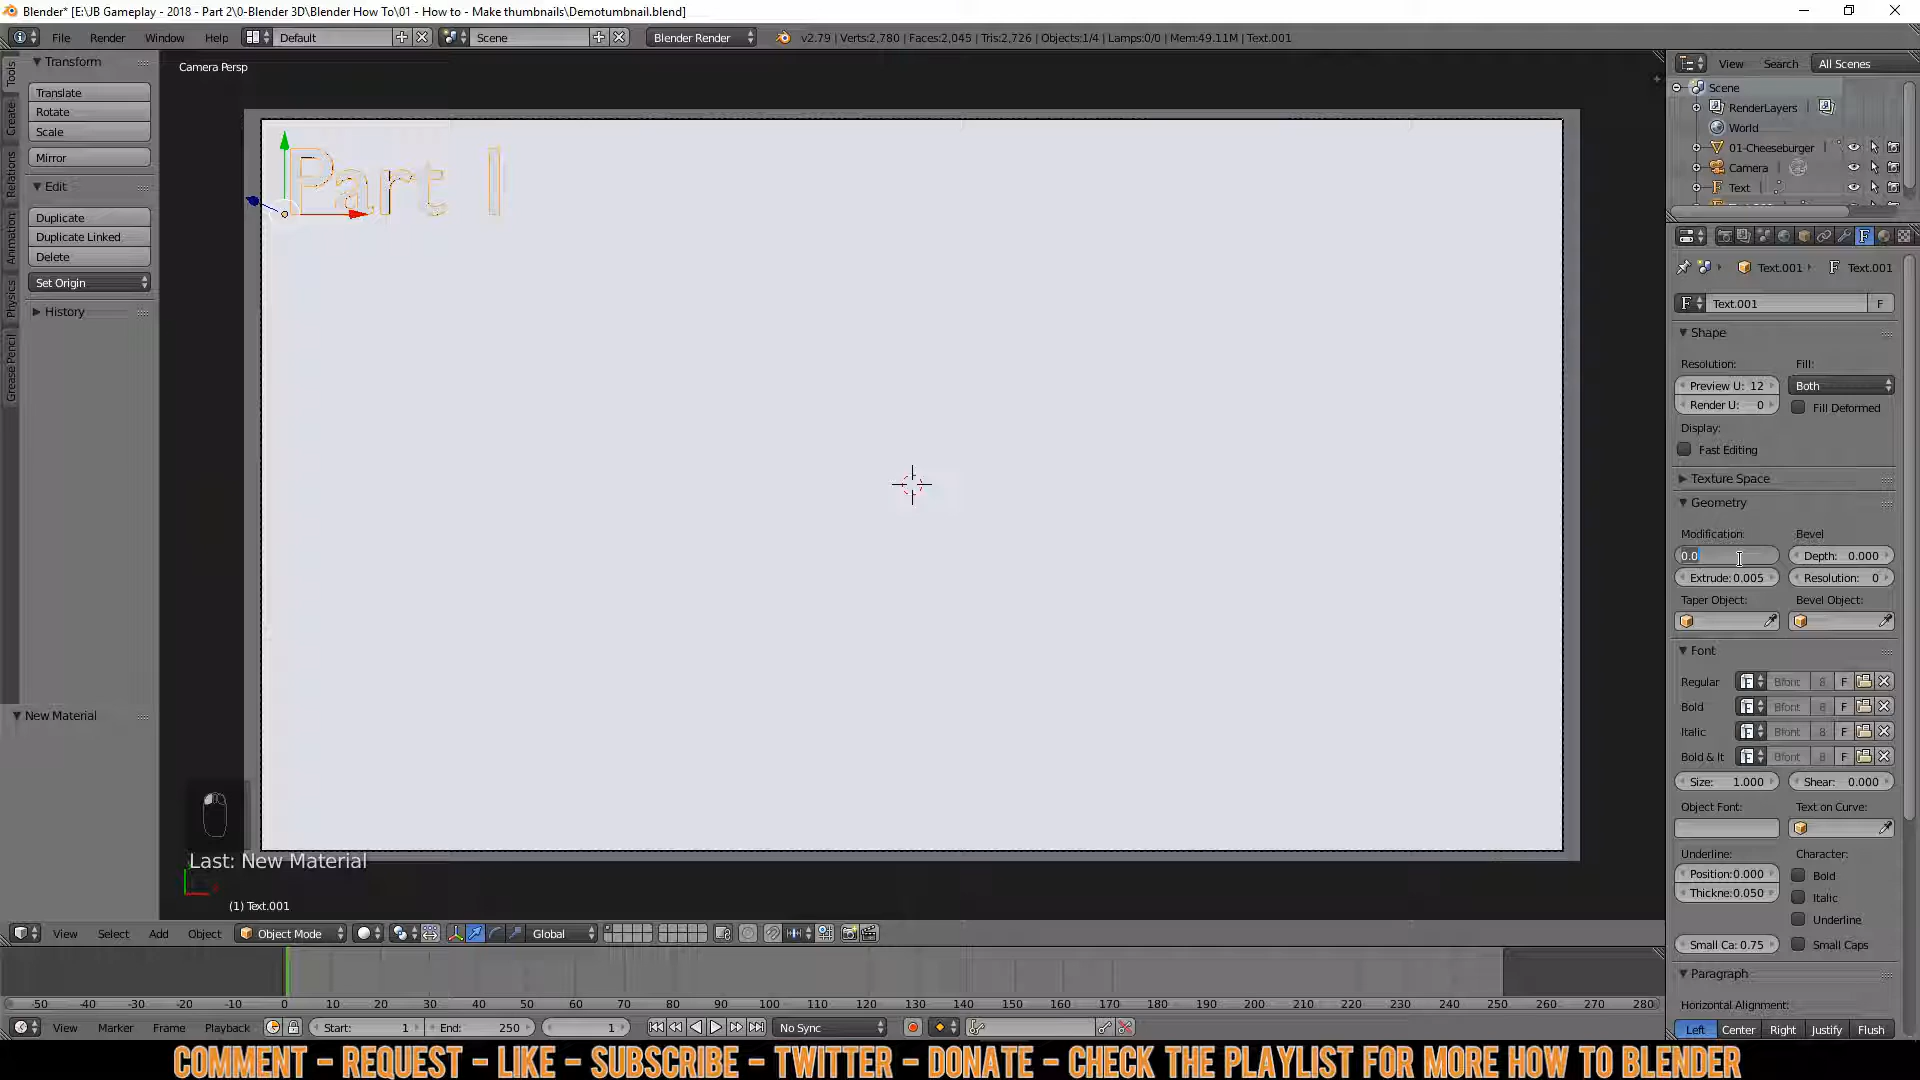 Blender* [E:\JB Gameplay - 2018 - Part 2\0-Blender 3D\Blender How To\01 - How to - Make thumbnails\Demotumbnail.blend]
File Render Window Help Default Scene Blender Render v2.79 | Verts:2,780 | Faces:2,045 | Tris:2,726 | Objects:1/4 | Lamps:0/0 | Mem:49.11M | Text.001
Tools
Create
Relations
Animation
Physics
Grease Pencil
Transform
Translate
Rotate
Scale
Mirror
Edit
Duplicate
Duplicate Linked
Delete
Set Origin
History
New Material
Camera Persp
Part I
Last: New Material
(1) Text.001
View Search All Scenes
Scene
RenderLayers
World
01-Cheeseburger
Camera
Text
Text.001 Text.001
F Text.001 F
Shape
Resolution: Fill:
Preview U: 12 Both
Render U: 0 Fill Deformed
Display:
Fast Editing
Texture Space
Geometry
Modification: Bevel
0.0 Depth: 0.000
Extrude: 0.005 Resolution: 0
Taper Object: Bevel Object:
Font
Regular Bfont 8 F
Bold Bfont 8 F
Italic Bfont 8 F
Bold & It Bfont 8 F
Size: 1.000 Shear: 0.000
Object Font: Text on Curve:
Underline: Character:
Position: 0.000 Bold
Thickne: 0.050 Italic
Underline
Small Ca: 0.75 Small Caps
Paragraph
Horizontal Alignment:
Left Center Right Justify Flush
View Select Add Object Object Mode Global
-50 -40 -30 -20 -10 0 10 20 30 40 50 60 70 80 90 100 110 120 130 140 150 160 170 180 190 200 210 220 230 240 250 260 270 280
View Marker Frame Playback Start: 1 End: 250 1 No Sync
COMMENT - REQUEST - LIKE - SUBSCRIBE - TWITTER - DONATE - CHECK THE PLAYLIST FOR MORE HOW TO BLENDER